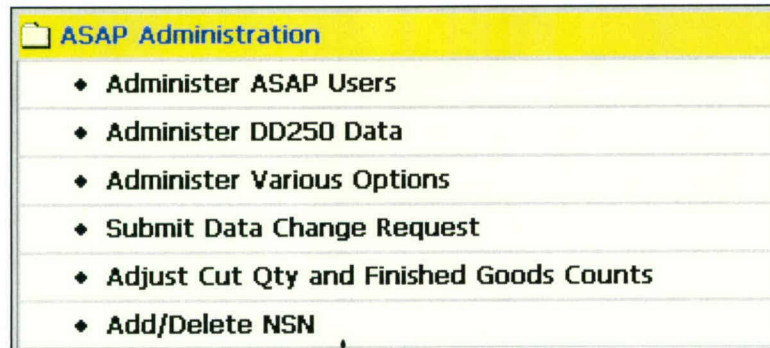 ASAP Administration
◆ Administer ASAP Users
◆ Administer DD250 Data
◆ Administer Various Options
◆ Submit Data Change Request
◆ Adjust Cut Qty and Finished Goods Counts
◆ Add/Delete NSN